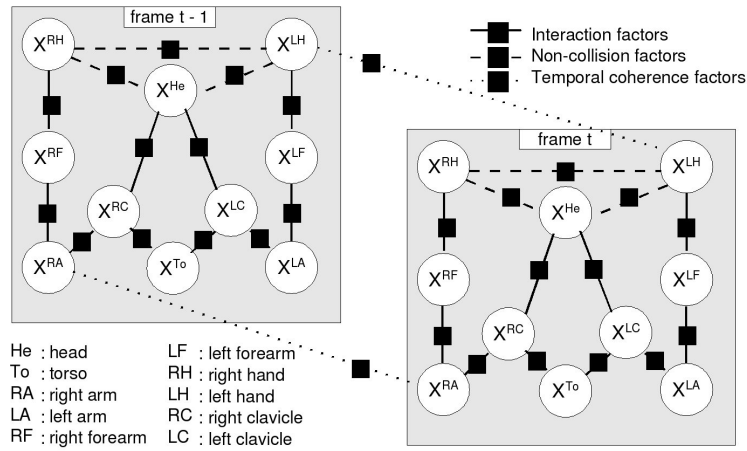 frame t - 1
X^RH
X^LH
X^He
X^RF
X^LF
X^RC
X^LC
X^RA
X^To
X^LA
Interaction factors
Non-collision factors
Temporal coherence factors
frame t
X^RH
X^LH
X^He
X^RF
X^LF
X^RC
X^LC
X^RA
X^To
X^LA
He : head
To : torso
RA : right arm
LA : left arm
RF : right forearm
LF : left forearm
RH : right hand
LH : left hand
RC : right clavicle
LC : left clavicle